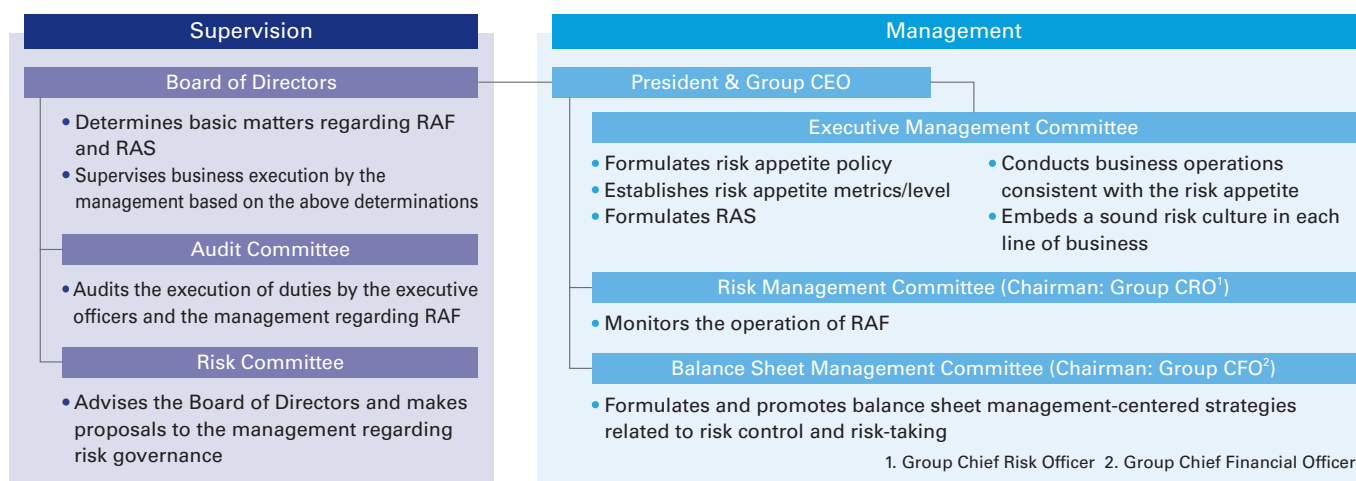 Supervision
Board of Directors
• Determines basic matters regarding RAF
and RAS
• Supervises business execution by the
management based on the above determinations
Audit Committee
• Audits the execution of duties by the executive
officers and the management regarding RAF
Risk Committee
• Advises the Board of Directors and makes
proposals to the management regarding
risk governance
Management
President & Group CEO
Executive Management Committee
• Formulates risk appetite policy
• Establishes risk appetite metrics/level
• Formulates RAS
• Conducts business operations
consistent with the risk appetite
• Embeds a sound risk culture in each
line of business
Risk Management Committee (Chairman: Group CRO¹)
• Monitors the operation of RAF
Balance Sheet Management Committee (Chairman: Group CFO²)
• Formulates and promotes balance sheet management-centered strategies
related to risk control and risk-taking
1. Group Chief Risk Officer 2. Group Chief Financial Officer